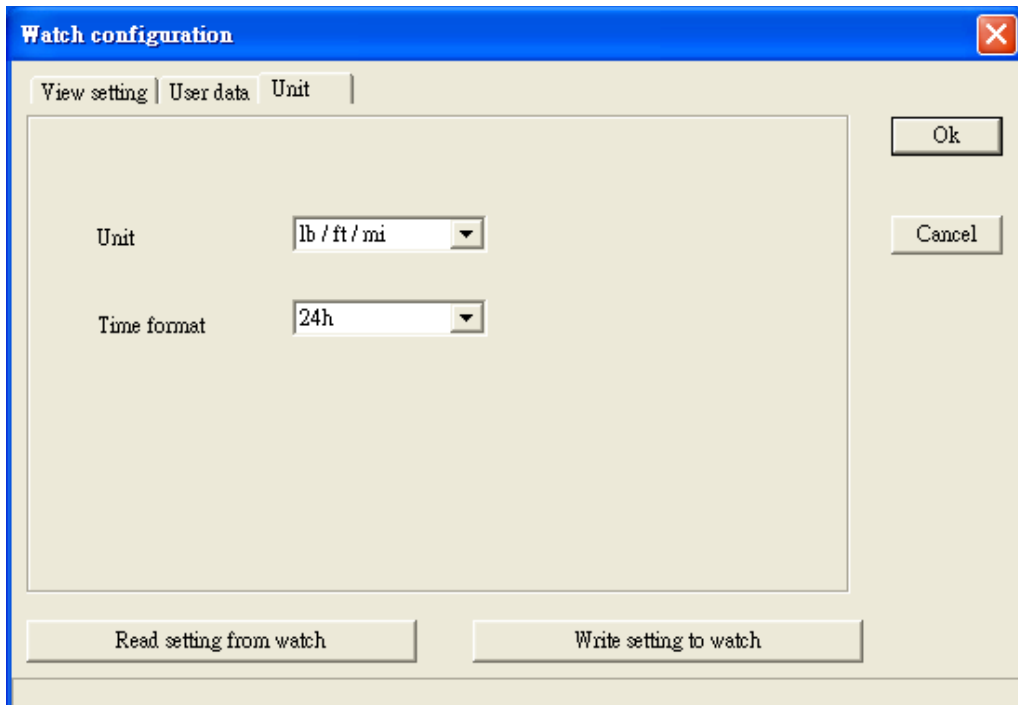 Watch configuration
View setting User data Unit
Ok
Unit lb / ft / mi
Cancel
Time format 24h
Read setting from watch Write setting to watch